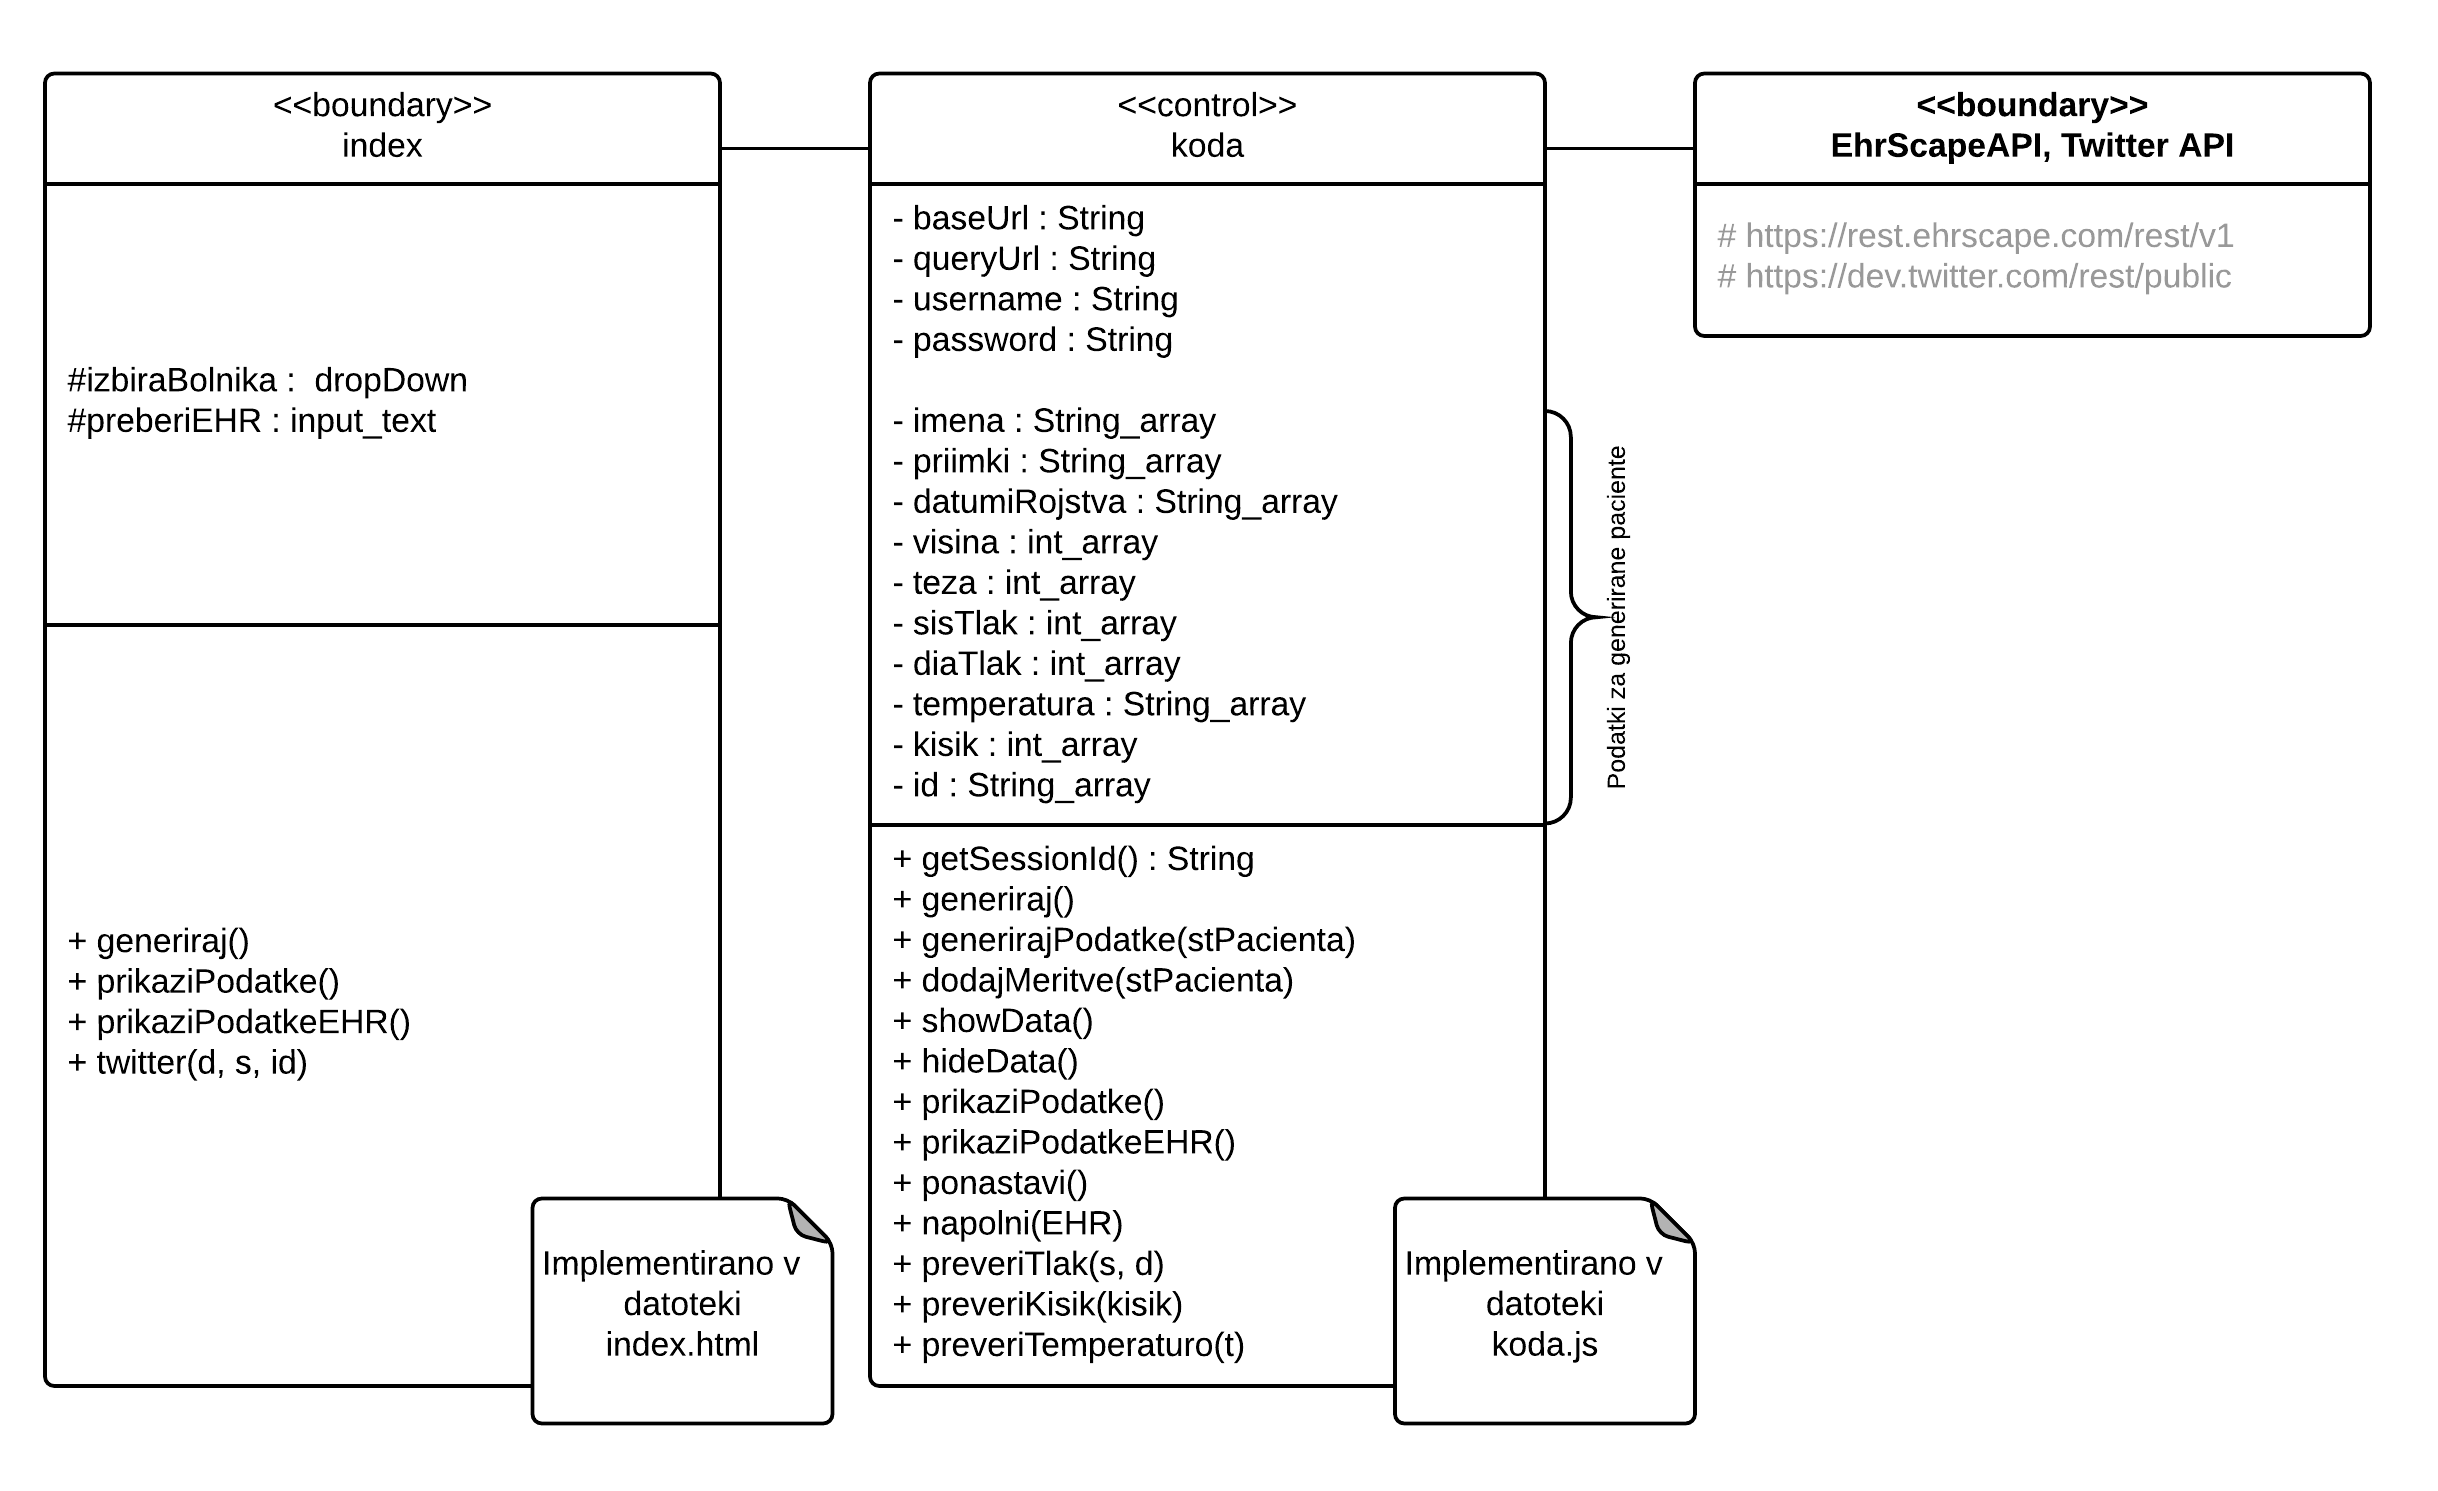 <<boundary>>
index
#izbiraBolnika :  dropDown
#preberiEHR : input_text
+ generiraj()
+ prikaziPodatke()
+ prikaziPodatkeEHR()
+ twitter(d, s, id)
Implementirano v
datoteki
index.html
<<control>>
koda
- baseUrl : String
- queryUrl : String
- username : String
- password : String
- imena : String_array
- priimki : String_array
- datumiRojstva : String_array
- visina : int_array
- teza : int_array
- sisTlak : int_array
- diaTlak : int_array
- temperatura : String_array
- kisik : int_array
- id : String_array
Podatki za generirane paciente
+ getSessionId() : String
+ generiraj()
+ generirajPodatke(stPacienta)
+ dodajMeritve(stPacienta)
+ showData()
+ hideData()
+ prikaziPodatke()
+ prikaziPodatkeEHR()
+ ponastavi()
+ napolni(EHR)
+ preveriTlak(s, d)
+ preveriKisik(kisik)
+ preveriTemperaturo(t)
Implementirano v
datoteki
koda.js
<<boundary>>
EhrScapeAPI, Twitter API
# https://rest.ehrscape.com/rest/v1
# https://dev.twitter.com/rest/public